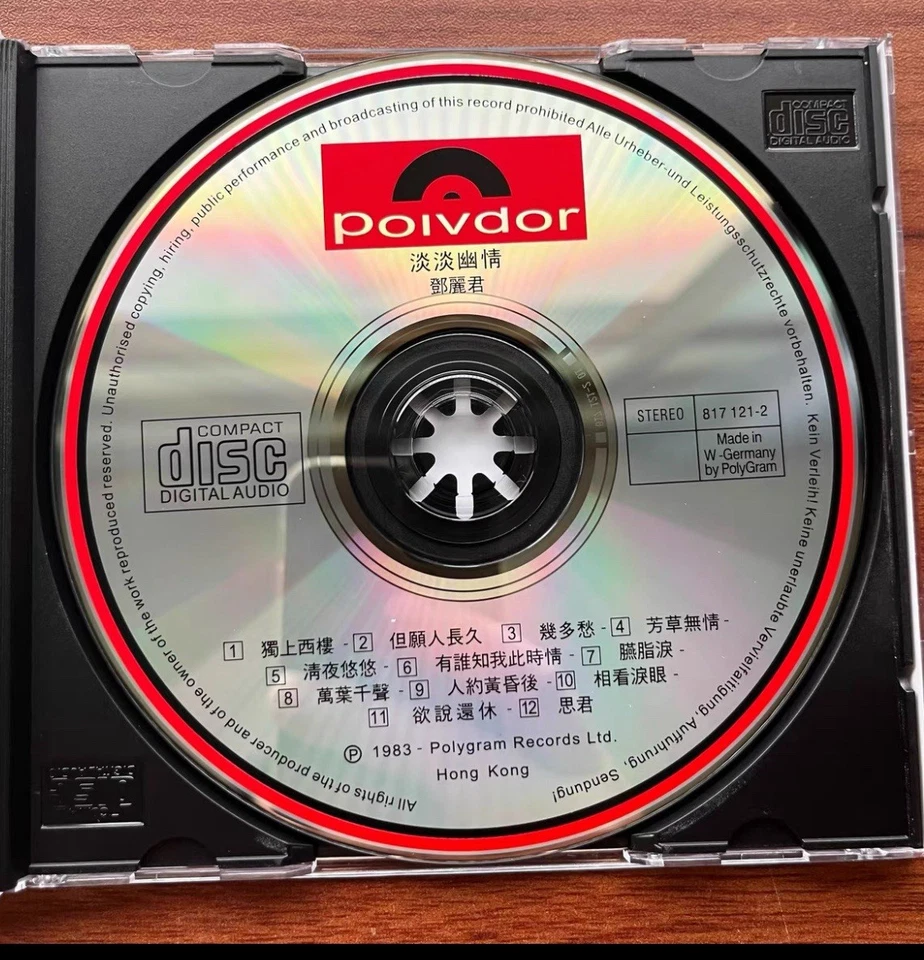 COMPACT
disc
DIGITAL AUDIO
poivdor
淡淡幽情
鄧麗君
COMPACT
disc
DIGITAL AUDIO
STEREO 817 121-2
Made in
W-Germany
by PolyGram
1 獨上西樓 - 2 但願人長久 3 幾多愁 - 4 芳草無情 -
5 清夜悠悠 - 6 有誰知我此時情 - 7 臙脂淚 -
8 萬葉千聲 - 9 人約黃昏後 - 10 相看淚眼 -
11 欲說還休 - 12 思君
℗ 1983 - Polygram Records Ltd.
Hong Kong
All rights of the producer and of the owner of the work reproduced reserved. Unauthorised copying, hiring, public performance and broadcasting of this record prohibited Alle Urheber-und Leistungsschutzrechte vorbehalten. Kein Verleih! Keine unerlaubte Vervielfaitigung, Auffuhrung, Sendung!